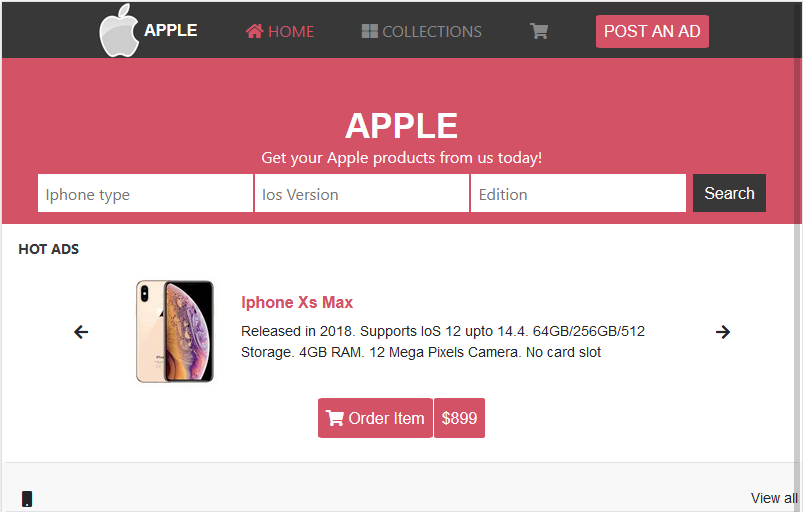 APPLE
HOME
COLLECTIONS
POST AN AD
APPLE
Get your Apple products from us today!
Iphone type
Ios Version
Edition
Search
HOT ADS
Iphone Xs Max
Released in 2018. Supports IoS 12 upto 14.4. 64GB/256GB/512
Storage. 4GB RAM. 12 Mega Pixels Camera. No card slot
Order Item
$899
View all